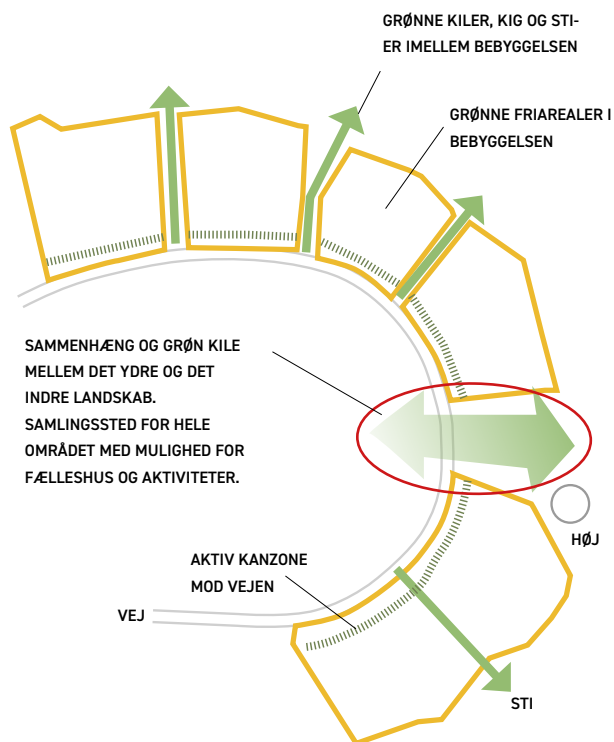 GRØNNE KILER, KIG OG STI-
ER IMELLEM BEBYGGELSEN
GRØNNE FRIAREALER I
BEBYGGELSEN
SAMMENHÆNG OG GRØN KILE
MELLEM DET YDRE OG DET
INDRE LANDSKAB.
SAMLINGSSTED FOR HELE
OMRÅDET MED MULIGHED FOR
FÆLLESHUS OG AKTIVITETER.
HØJ
AKTIV KANZONE
MOD VEJEN
VEJ
STI